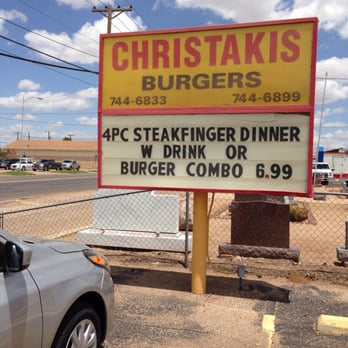 CHRISTAKIS
BURGERS
744-6833 744-6899
4PC STEAKFINGER DINNER
W DRINK OR
BURGER COMBO 6.99